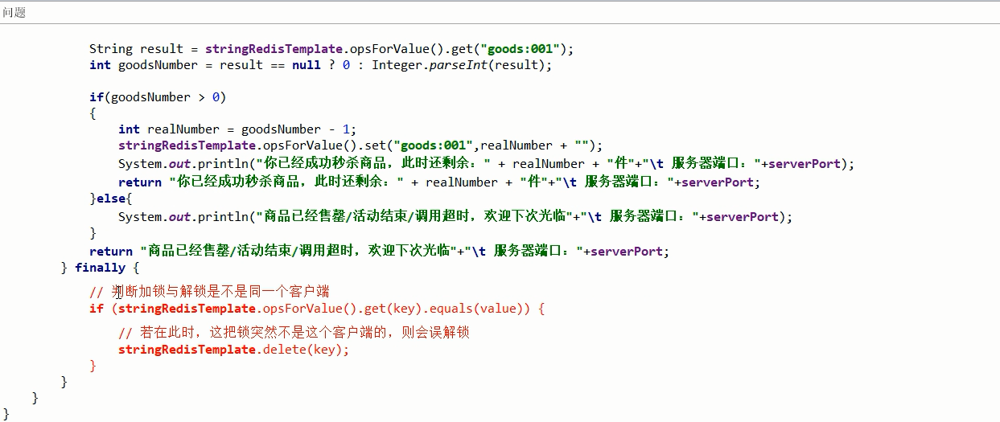 问题
String result = stringRedisTemplate.opsForValue().get("goods:001");
int goodsNumber = result == null ? 0 : Integer.parseInt(result);
if(goodsNumber > 0)
{
int realNumber = goodsNumber - 1;
stringRedisTemplate.opsForValue().set("goods:001",realNumber + "");
System.out.println("你已经成功秒杀商品，此时还剩余：" + realNumber + "件"+"\t 服务器端口："+serverPort);
return "你已经成功秒杀商品，此时还剩余：" + realNumber + "件"+"\t 服务器端口："+serverPort;
}else{
System.out.println("商品已经售罄/活动结束/调用超时，欢迎下次光临"+"\t 服务器端口："+serverPort);
}
return "商品已经售罄/活动结束/调用超时，欢迎下次光临"+"\t 服务器端口："+serverPort;
} finally {
// 判断加锁与解锁是不是同一个客户端
if (stringRedisTemplate.opsForValue().get(key).equals(value)) {
// 若在此时，这把锁突然不是这个客户端的，则会误解锁
stringRedisTemplate.delete(key);
}
}
}
}